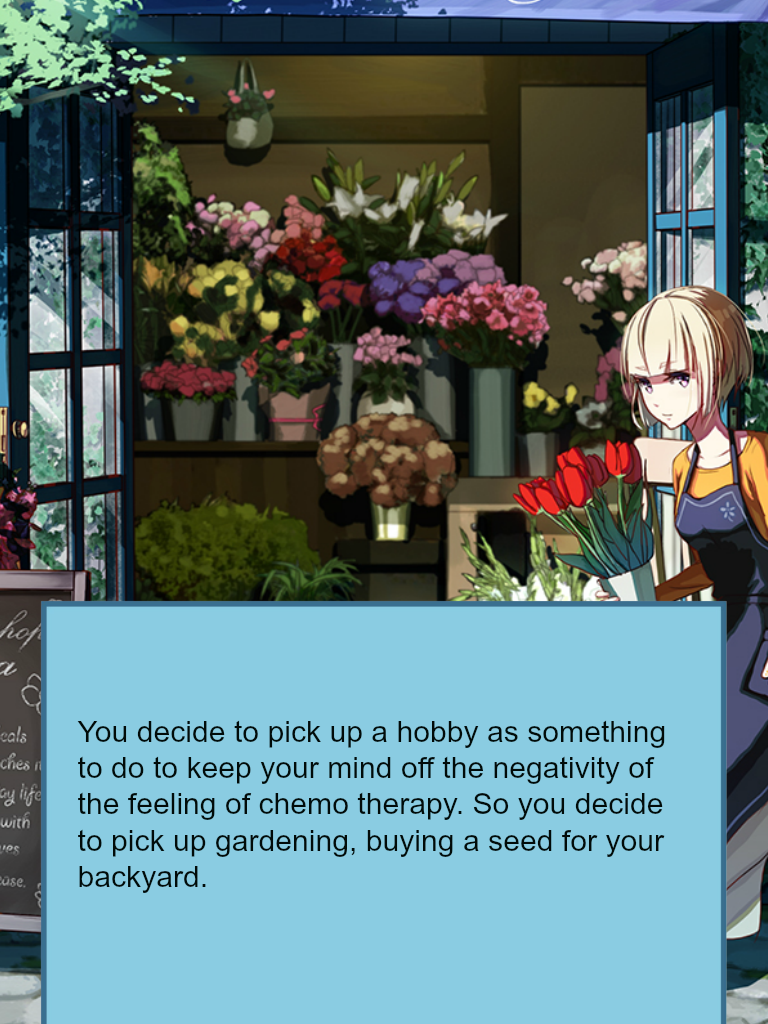 You decide to pick up a hobby as something
to do to keep your mind off the negativity of
the feeling of chemo therapy. So you decide
to pick up gardening, buying a seed for your
backyard.
a
with